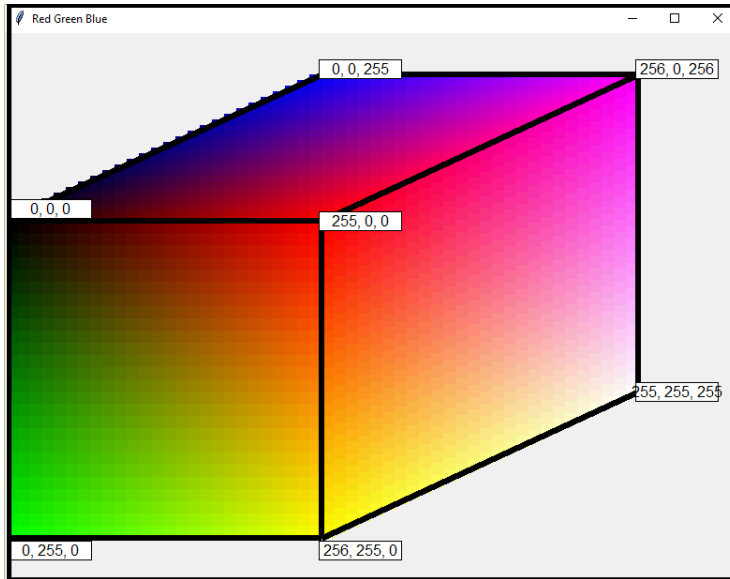 Red Green Blue
0, 0, 255
256, 0, 256
0, 0, 0
255, 0, 0
255, 255, 255
0, 255, 0
256, 255, 0